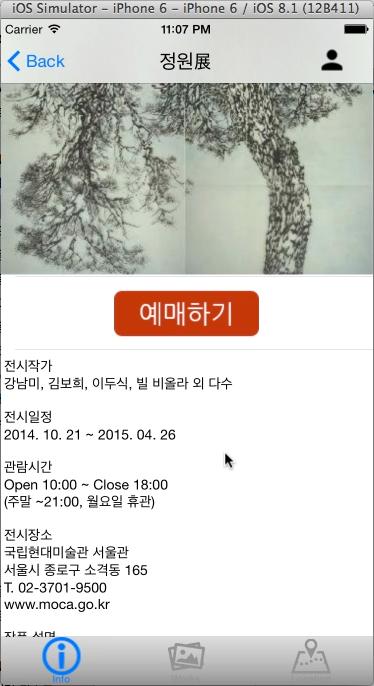 iOS Simulator - iPhone 6 - iPhone 6 / iOS 8.1 (12B411)
Carrier 11:07 PM
Back 정원展
예매하기
전시작가
강남미, 김보희, 이두식, 빌 비올라 외 다수
전시일정
2014. 10. 21 ~ 2015. 04. 26
관람시간
Open 10:00 ~ Close 18:00
(주말 ~21:00, 월요일 휴관)
전시장소
국립현대미술관 서울관
서울시 종로구 소격동 165
T. 02-3701-9500
www.moca.go.kr
작품 설명
Info Works